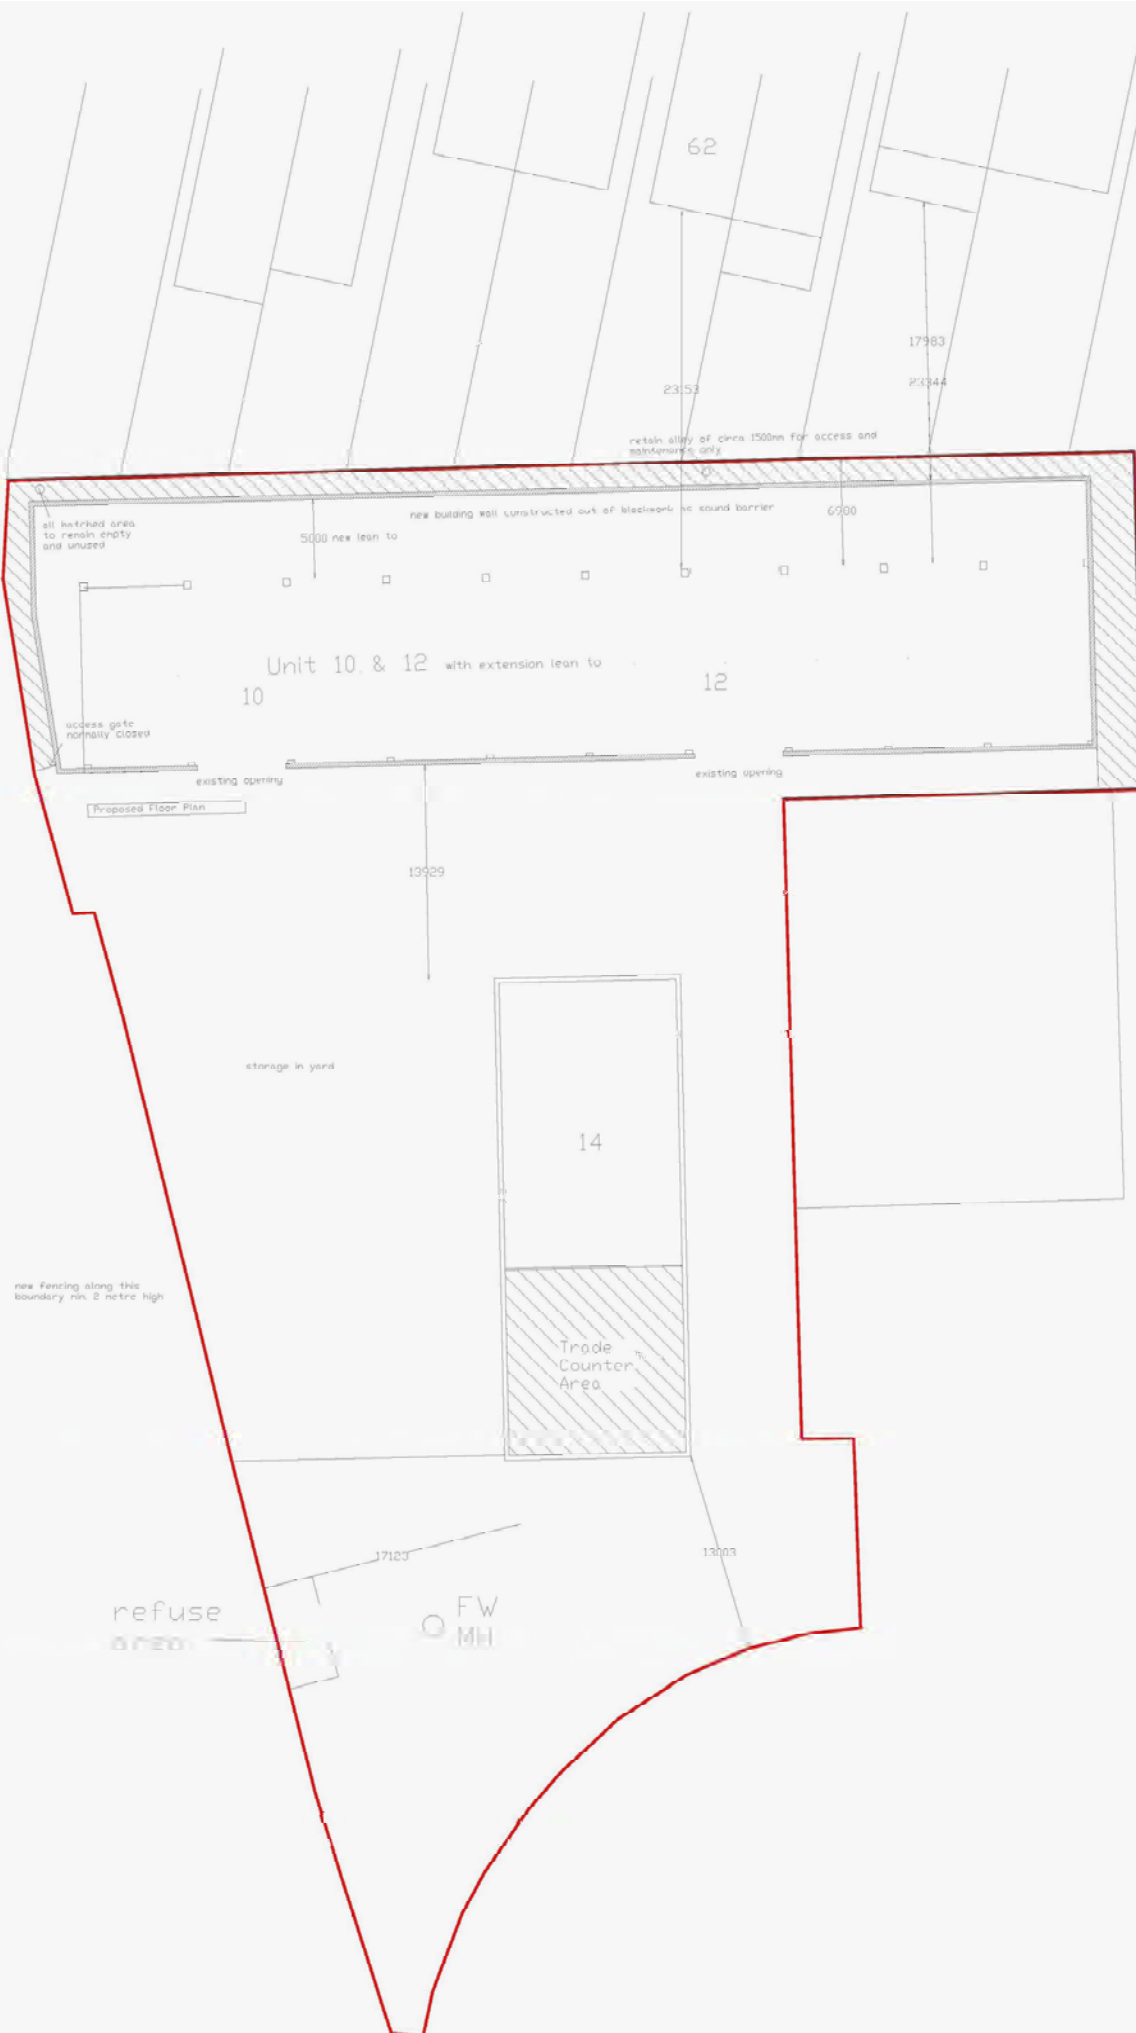 62
17983
23153
23344
retain alley of circa 1500mm for access and
maintenance only
all hatched area
to remain empty
and unused
5000 new lean to
new building wall constructed out of blockwork as sound barrier
6900
Unit 10 & 12 with extension lean to
10
12
access gate
normally closed
existing opening
existing opening
Proposed Floor Plan
13929
storage in yard
14
new fencing along this
boundary min 2 metre high
Trade
Counter
Area
17123
13003
refuse
area
FW
MH